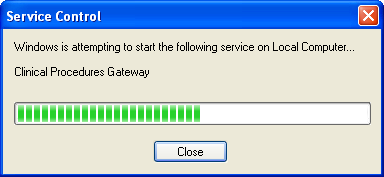 Service Control
Windows is attempting to start the following service on Local Computer...
Clinical Procedures Gateway
Close